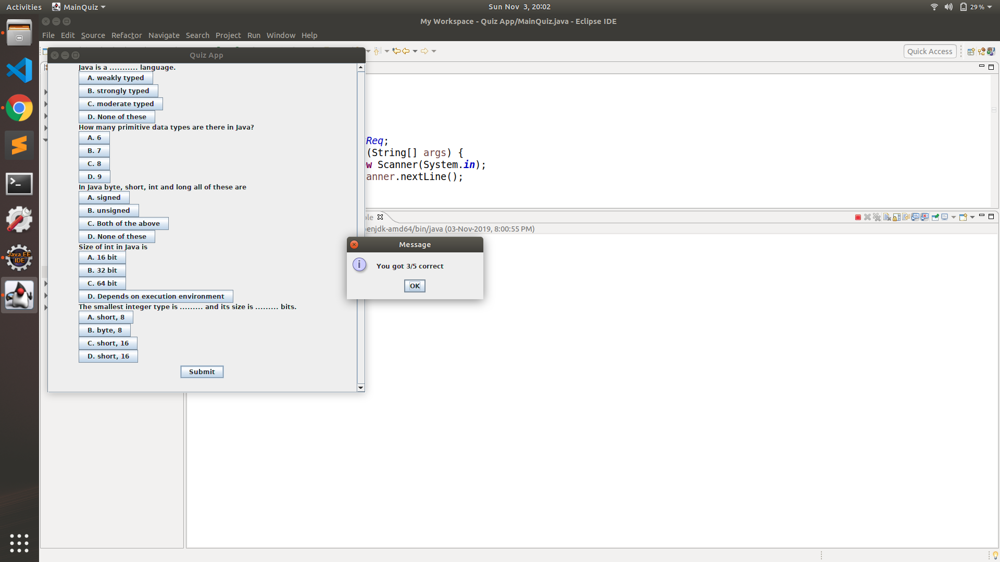 Activities
MainQuiz
Sun Nov 3, 20:02
29 %
My Workspace - Quiz App/MainQuiz.java - Eclipse IDE
File Edit Source Refactor Navigate Search Project Run Window Help
Quick Access
Quiz App
Java is a ........... language.
A. weakly typed
B. strongly typed
C. moderate typed
D. None of these
How many primitive data types are there in Java?
A. 6
B. 7
C. 8
D. 9
In Java byte, short, int and long all of these are
A. signed
B. unsigned
C. Both of the above
D. None of these
Size of int in Java is
A. 16 bit
B. 32 bit
C. 64 bit
D. Depends on execution environment
The smallest integer type is ......... and its size is ......... bits.
A. short, 8
B. byte, 8
C. short, 16
D. short, 16
Submit
Req;
(String[] args) {
w Scanner(System.in);
anner.nextLine();
enjdk-amd64/bin/java (03-Nov-2019, 8:00:55 PM)
Message
You got 3/5 correct
OK
Java EE
IDE